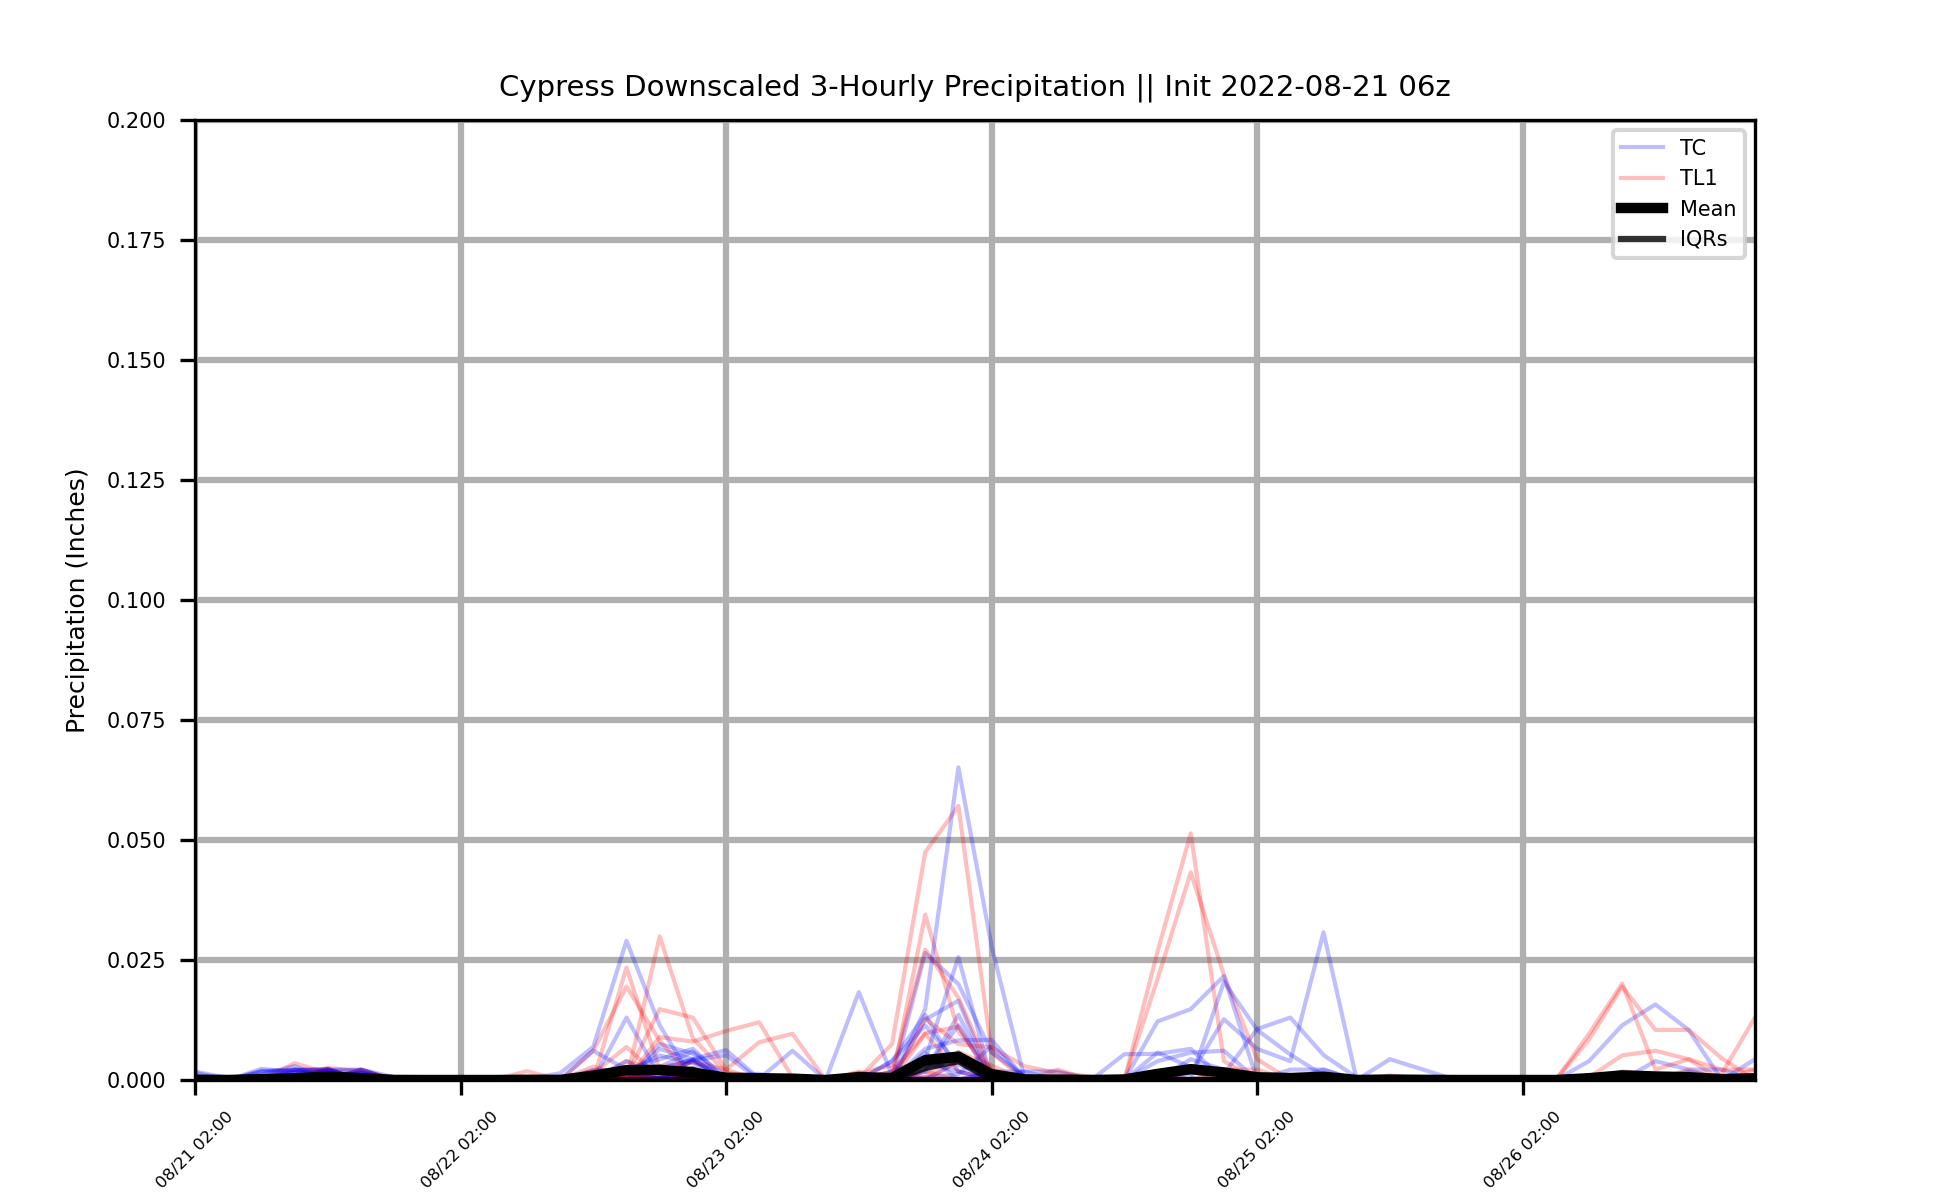 Cypress Downscaled 3-Hourly Precipitation || Init 2022-08-21 06z
Precipitation (Inches)
0.200
0.175
0.150
0.125
0.100
0.075
0.050
0.025
0.000
TC
TL1
Mean
IQRs
08/21 02:00
08/22 02:00
08/23 02:00
08/24 02:00
08/25 02:00
08/26 02:00